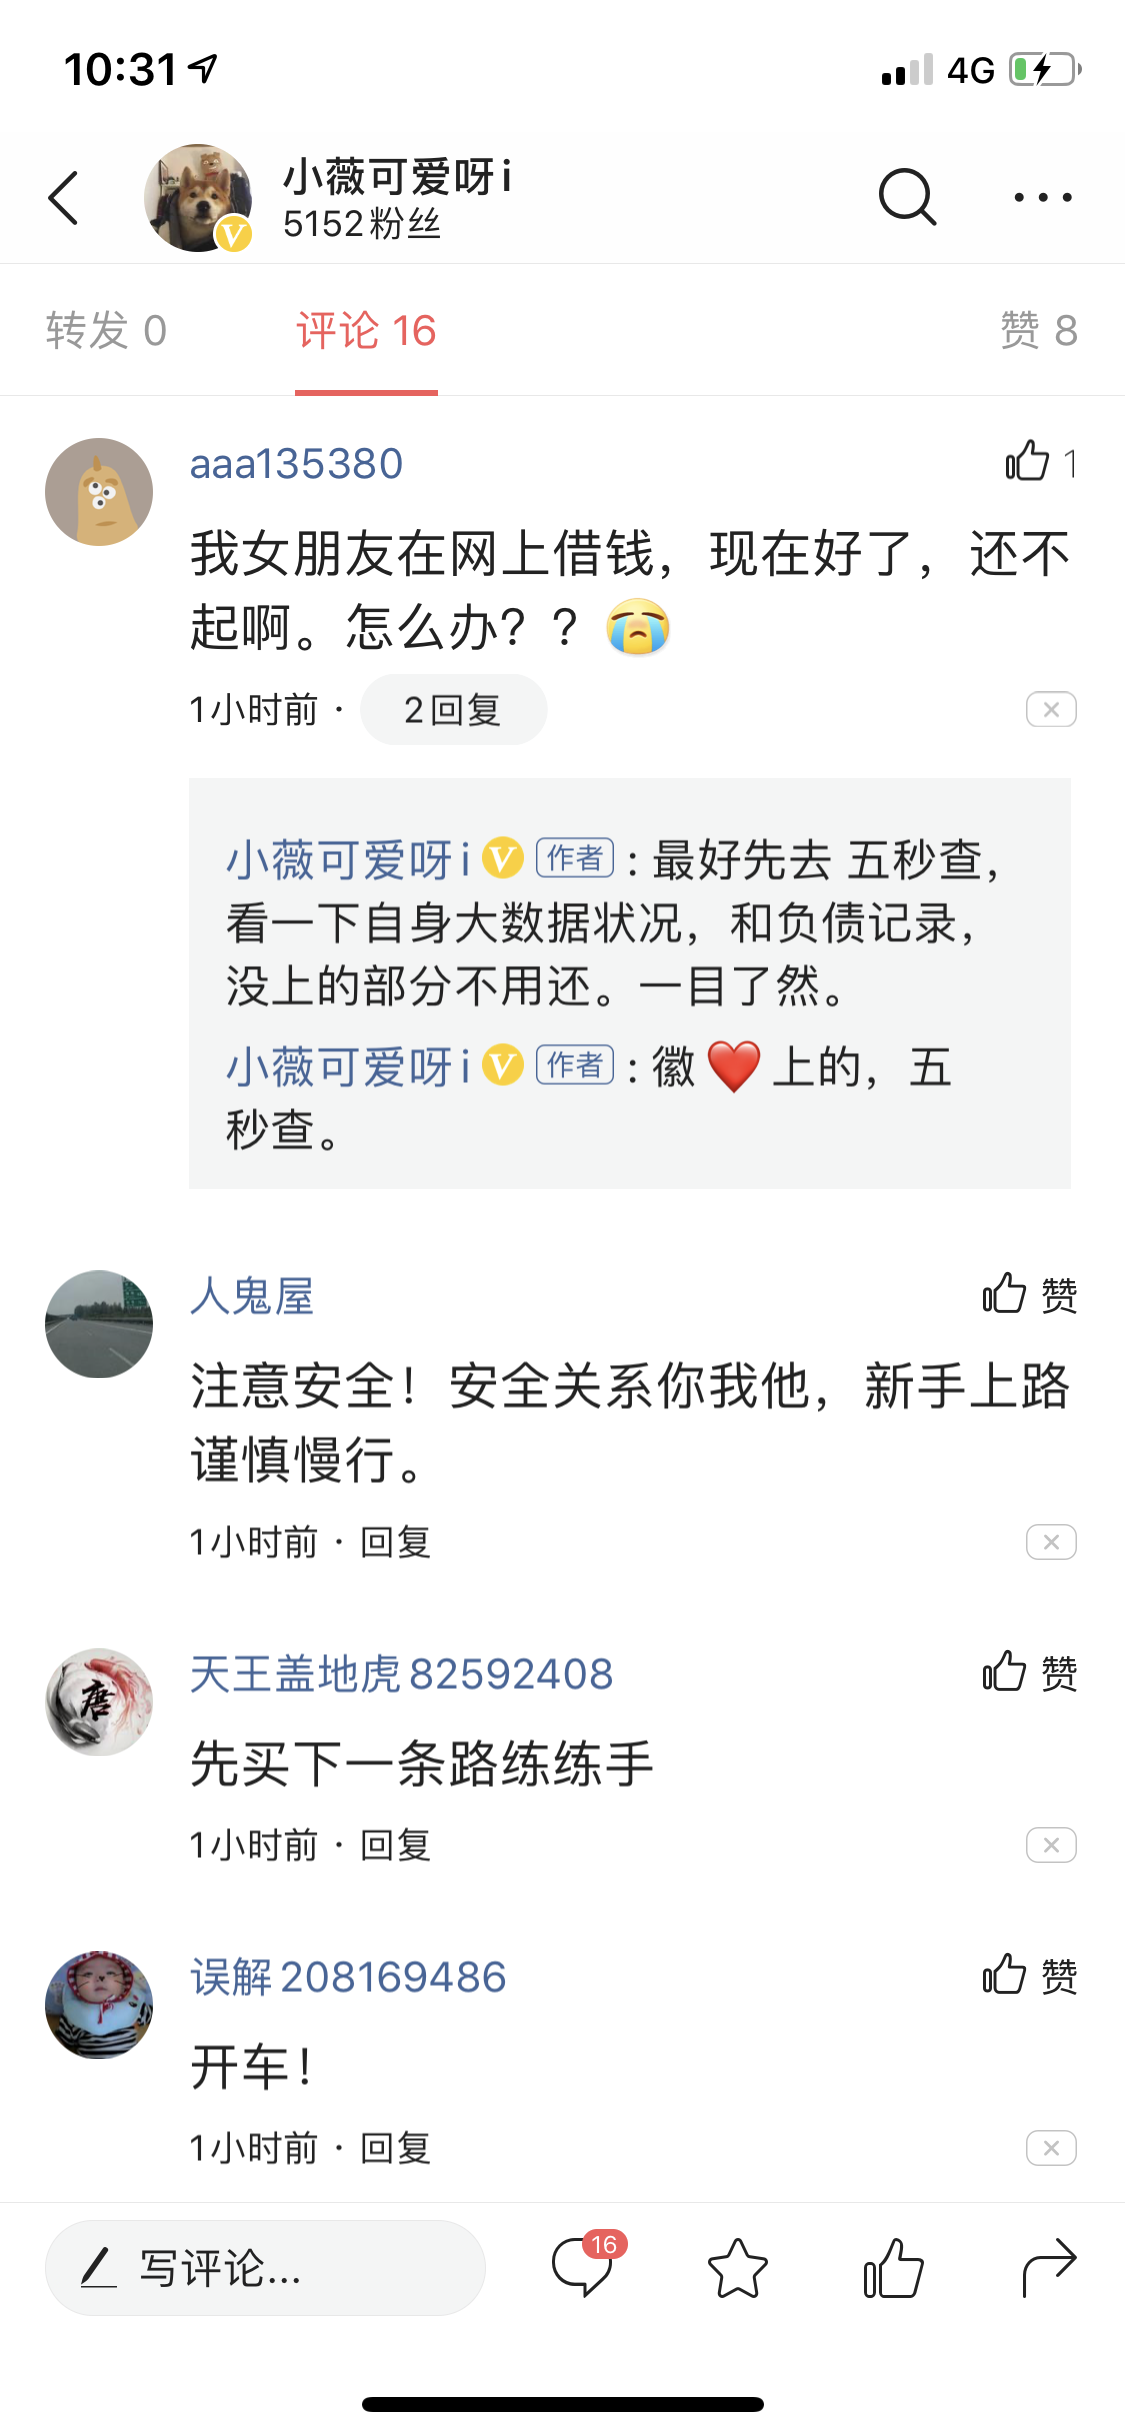 10:31
4G
小薇可爱呀i
5152粉丝
转发 0
评论 16
赞 8
aaa135380
1
我女朋友在网上借钱，现在好了，还不
起啊。怎么办？？
1小时前 · 2回复
小薇可爱呀i 作者：最好先去 五秒查，
看一下自身大数据状况，和负债记录，
没上的部分不用还。一目了然。
小薇可爱呀i 作者：徽❤️上的，五
秒查。
人鬼屋
赞
注意安全！安全关系你我他，新手上路
谨慎慢行。
1小时前 · 回复
天王盖地虎82592408
赞
先买下一条路练练手
1小时前 · 回复
误解208169486
赞
开车！
1小时前 · 回复
写评论...
16